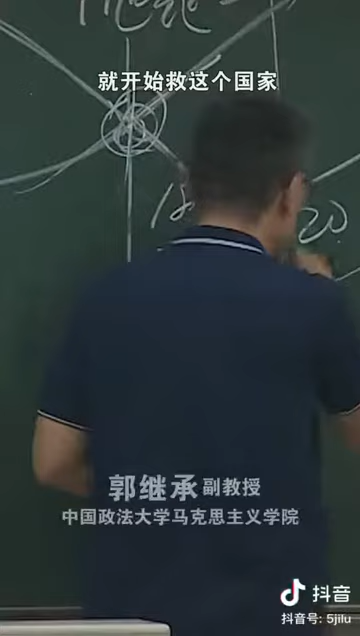 就开始救这个国家
20
郭继承 副教授
中国政法大学马克思主义学院
抖音
抖音号: 5jilu